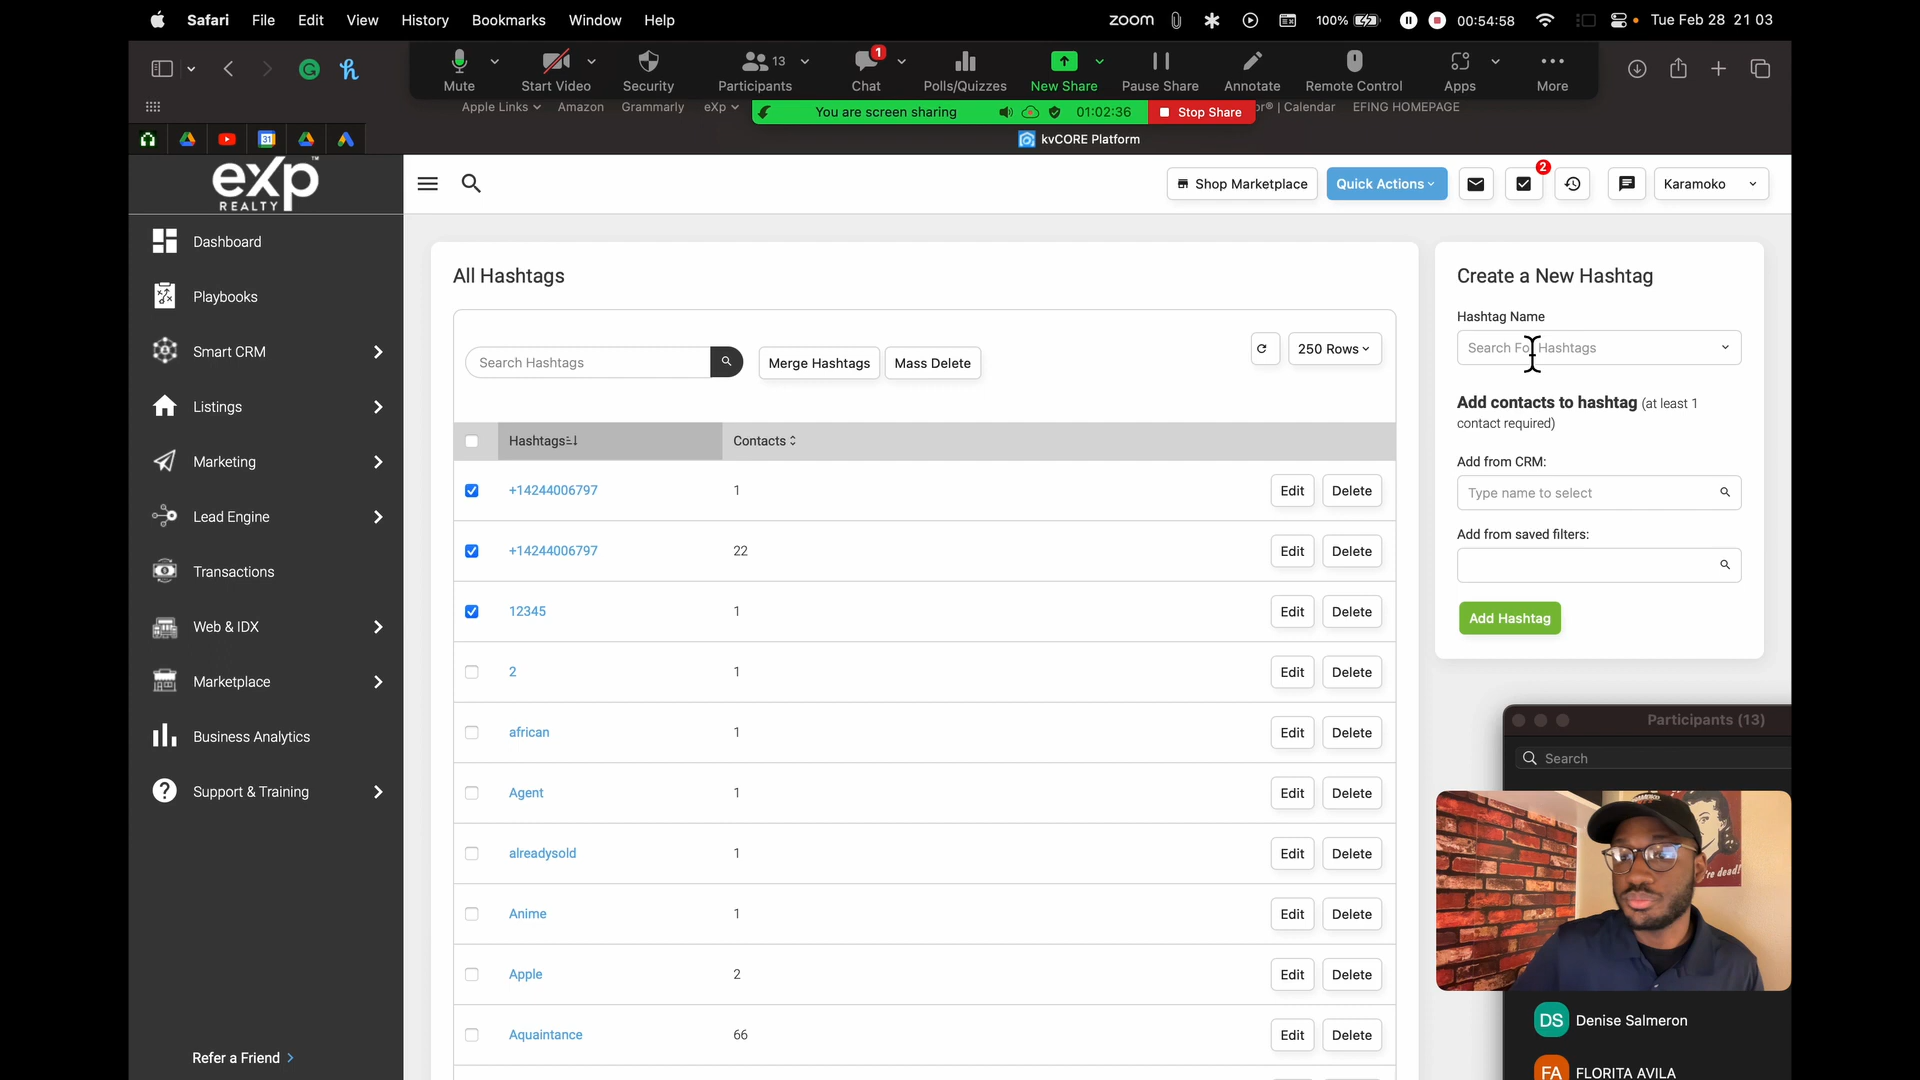 Safari File Edit View History Bookmarks Window Help
zoom 100% 00:54:58 Tue Feb 28 21 03
Mute Start Video Security Participants 13 Chat 1 Polls/Quizzes New Share Pause Share Annotate Remote Control Apps More
Apple Links Amazon Grammarly eXp or® | Calendar EFING HOMEPAGE
You are screen sharing 01:02:36 Stop Share
kvCORE Platform
exp™
REALTY
Shop Marketplace Quick Actions 2 Karamoko
Dashboard
Playbooks
Smart CRM
Listings
Marketing
Lead Engine
Transactions
Web & IDX
Marketplace
Business Analytics
Support & Training
Refer a Friend >
All Hashtags
Search Hashtags Merge Hashtags Mass Delete 250 Rows
Hashtags Contacts
+14244006797 1 Edit Delete
+14244006797 22 Edit Delete
12345 1 Edit Delete
2 1 Edit Delete
african 1 Edit Delete
Agent 1 Edit Delete
alreadysold 1 Edit Delete
Anime 1 Edit Delete
Apple 2 Edit Delete
Aquaintance 66 Edit Delete
Create a New Hashtag
Hashtag Name
Search For Hashtags
Add contacts to hashtag (at least 1
contact required)
Add from CRM:
Type name to select
Add from saved filters:
Add Hashtag
Participants (13)
Search
're dead!
DS Denise Salmeron
FA FLORITA AVILA